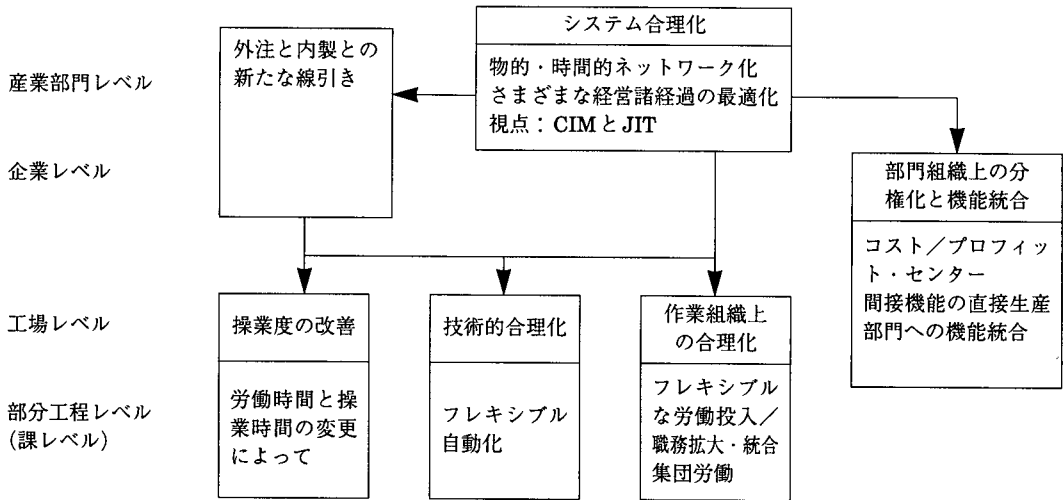 システム合理化
物的・時間的ネットワーク化
さまざまな経営諸経過の最適化
視点：CIMとJIT
外注と内製との
新たな線引き
産業部門レベル
企業レベル
部門組織上の分
権化と機能統合
コスト／プロフィッ
ト・センター
間接機能の直接生産
部門への機能統合
工場レベル
操業度の改善
技術的合理化
作業組織上
の合理化
部分工程レベル
(課レベル)
労働時間と操
業時間の変更
によって
フレキシブル
自動化
フレキシブル
な労働投入／
職務拡大・統合
集団労働